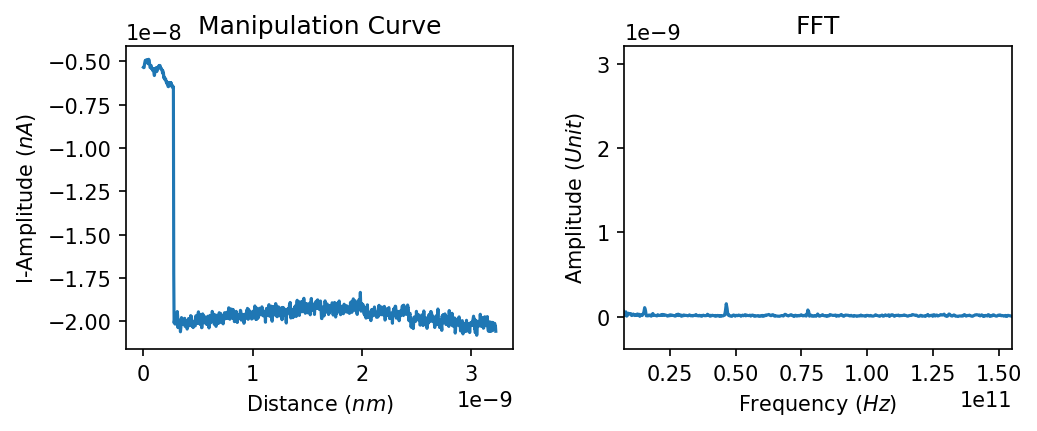 Manipulation Curve
1e−8
−0.50
−0.75
−1.00
−1.25
−1.50
−1.75
−2.00
I-Amplitude (nA)
0 1 2 3
1e−9
Distance (nm)
FFT
1e−9
3
2
1
0
Amplitude (Unit)
0.25 0.50 0.75 1.00 1.25 1.50
1e11
Frequency (Hz)